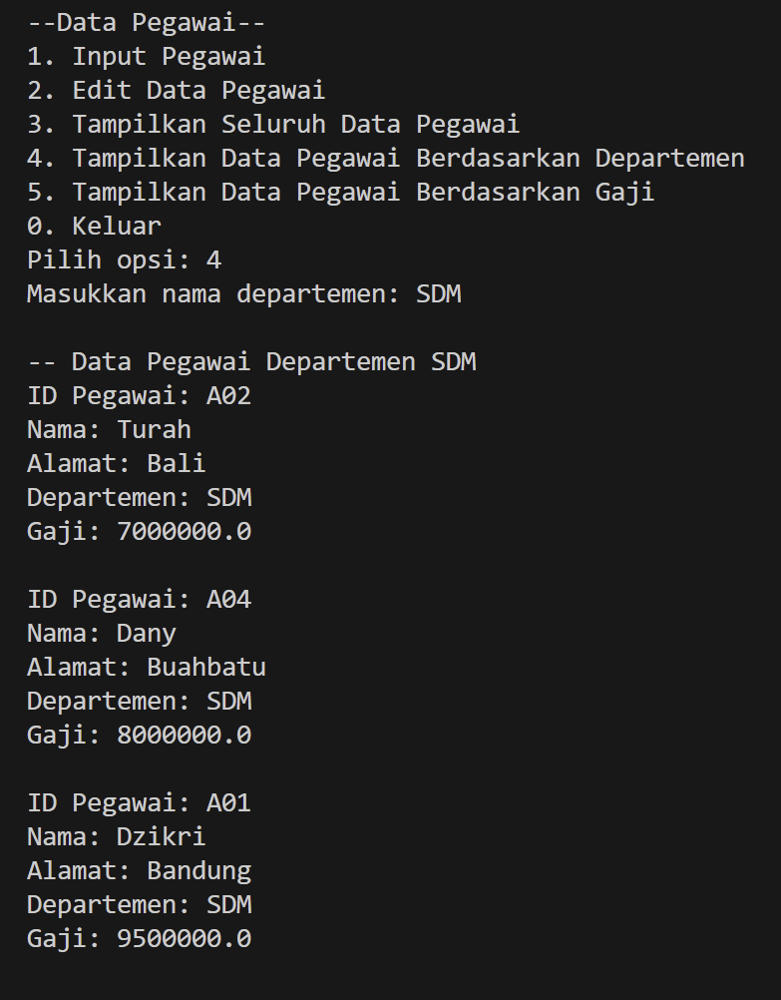 --Data Pegawai--
1. Input Pegawai
2. Edit Data Pegawai
3. Tampilkan Seluruh Data Pegawai
4. Tampilkan Data Pegawai Berdasarkan Departemen
5. Tampilkan Data Pegawai Berdasarkan Gaji
0. Keluar
Pilih opsi: 4
Masukkan nama departemen: SDM

-- Data Pegawai Departemen SDM
ID Pegawai: A02
Nama: Turah
Alamat: Bali
Departemen: SDM
Gaji: 7000000.0

ID Pegawai: A04
Nama: Dany
Alamat: Buahbatu
Departemen: SDM
Gaji: 8000000.0

ID Pegawai: A01
Nama: Dzikri
Alamat: Bandung
Departemen: SDM
Gaji: 9500000.0